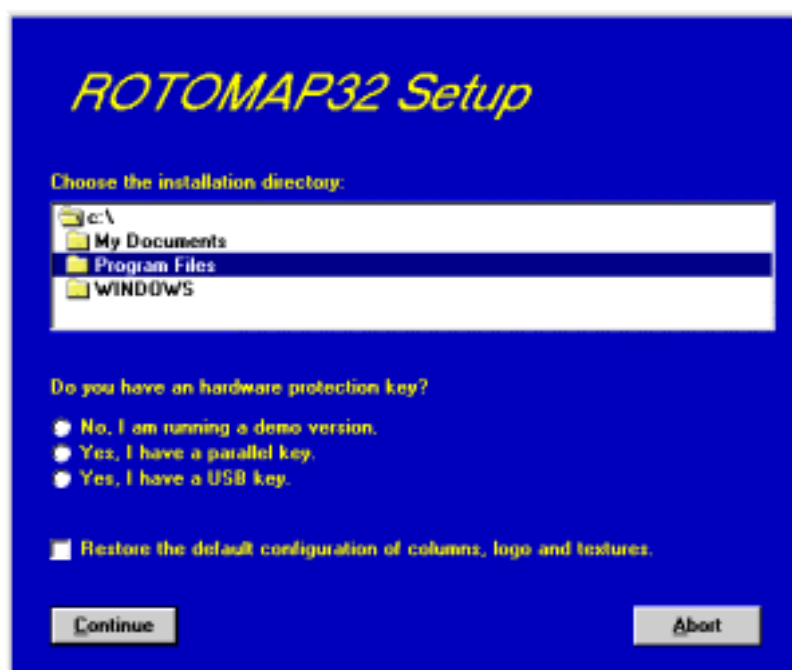 ROTOMAP32 Setup
Choose the installation directory:
c:\
My Documents
Program Files
WINDOWS
Do you have an hardware protection key?
No, I am running a demo version.
Yes, I have a parallel key.
Yes, I have a USB key.
Restore the default configuration of columns, logo and textures.
Continue
Abort